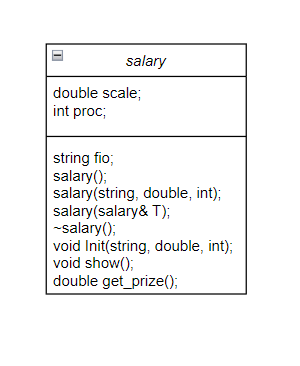 salary
double scale;
int proc;
string fio;
salary();
salary(string, double, int);
salary(salary& T);
~salary();
void Init(string, double, int);
void show();
double get_prize();